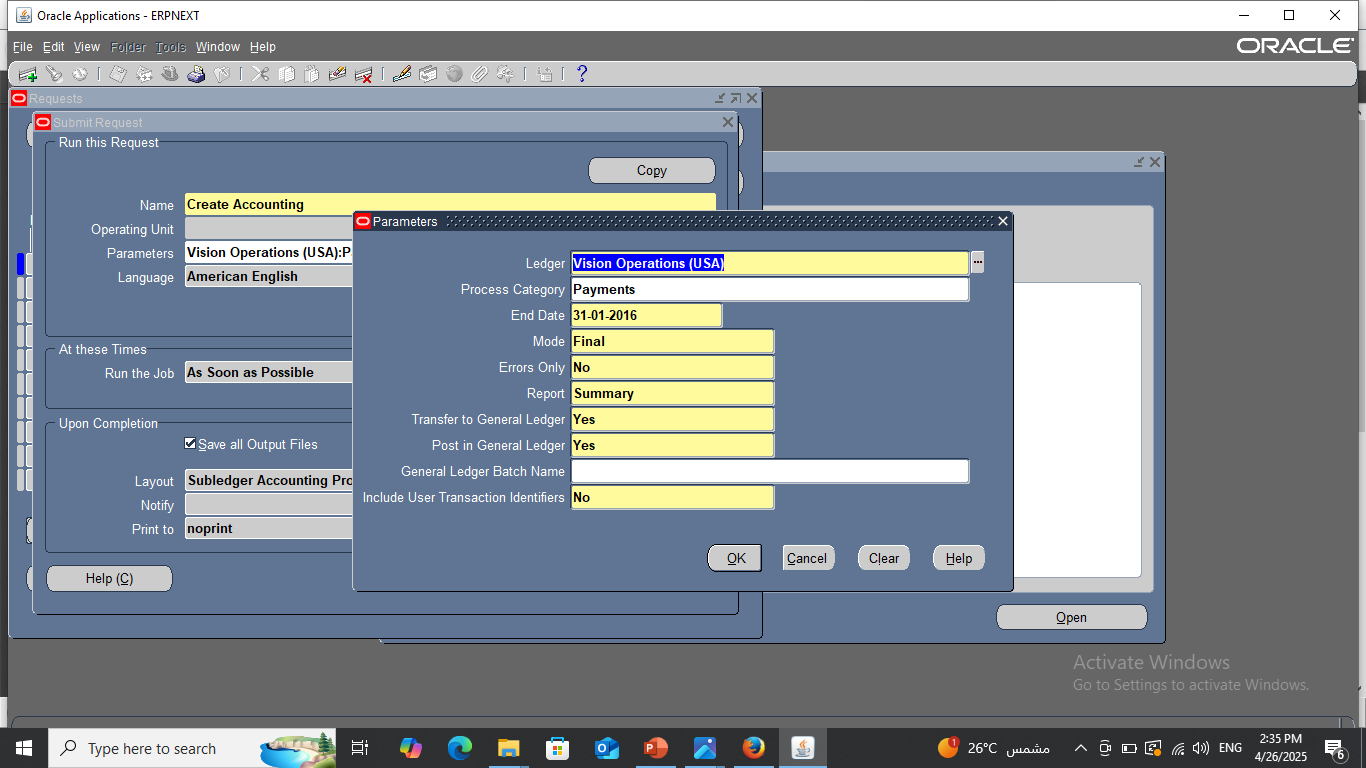 Oracle Applications - ERPNEXT
File Edit View Folder Tools Window Help
ORACLE
Requests
Submit Request
Run this Request
Copy
Name Create Accounting
Operating Unit
Parameters Vision Operations (USA):P
Language American English
At these Times
Run the Job As Soon as Possible
Upon Completion
Save all Output Files
Layout Subledger Accounting Pro
Notify
Print to noprint
Help (C)
Parameters
Ledger Vision Operations (USA)
Process Category Payments
End Date 31-01-2016
Mode Final
Errors Only No
Report Summary
Transfer to General Ledger Yes
Post in General Ledger Yes
General Ledger Batch Name
Include User Transaction Identifiers No
OK Cancel Clear Help
Open
Activate Windows
Go to Settings to activate Windows.
Type here to search
1
26°C مشمس
ENG
2:35 PM
4/26/2025
6